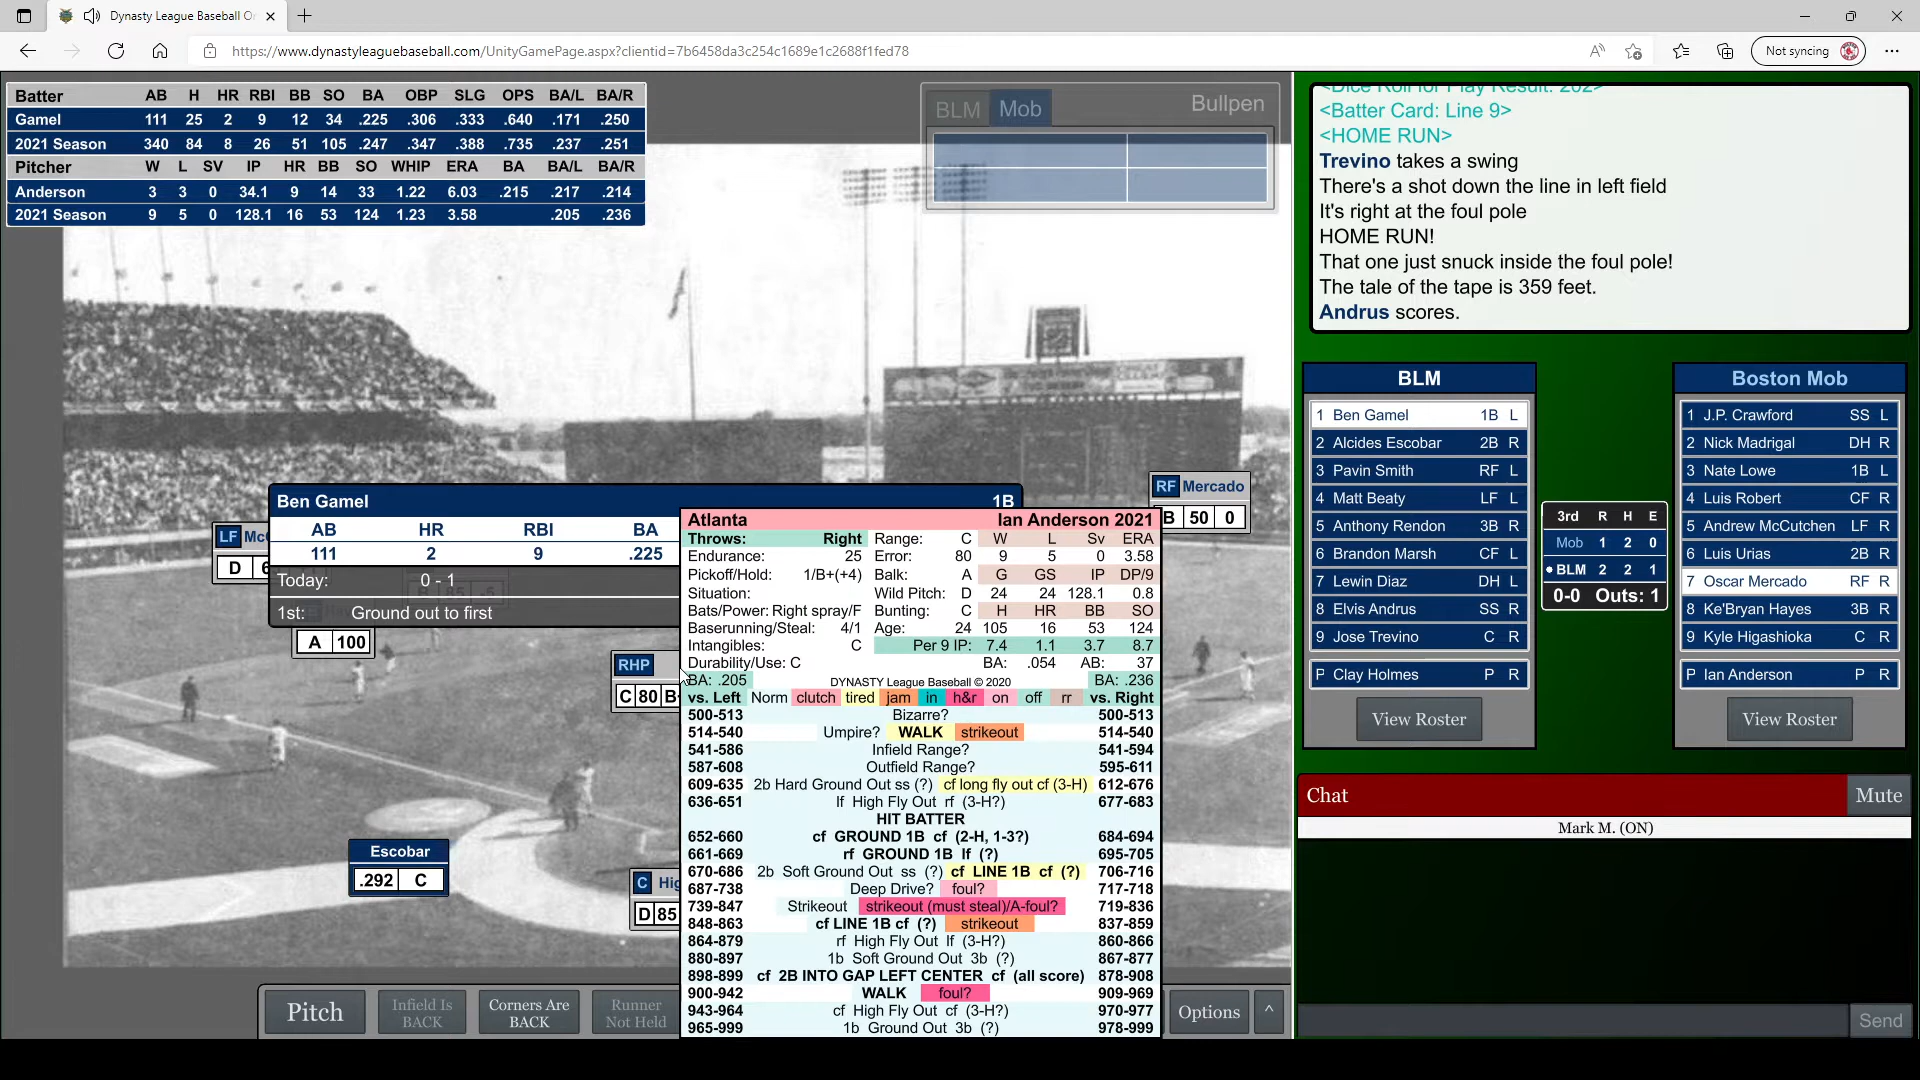 Dynasty League Baseball O
https://www.dynastyleaguebaseball.com/UnityGamePage.aspx?clientid=7b6458da3c254c1689e1c2688f1fed78
Not syncing
Batter AB H HR RBI BB SO BA OBP SLG OPS BA/L BA/R
Gamel 111 25 2 9 12 34 .225 .306 .333 .640 .171 .250
2021 Season 340 84 8 26 51 105 .247 .347 .388 .735 .237 .251
Pitcher W L SV IP HR BB SO WHIP ERA BA BA/L BA/R
Anderson 3 3 0 34.1 9 14 33 1.22 6.03 .215 .217 .214
2021 Season 9 5 0 128.1 16 53 124 1.23 3.58 .205 .236
BLM Mob Bullpen
<Dice Roll for Play Result: 202>
<Batter Card: Line 9>
<HOME RUN>
Trevino takes a swing
There's a shot down the line in left field
It's right at the foul pole
HOME RUN!
That one just snuck inside the foul pole!
The tale of the tape is 359 feet.
Andrus scores.
BLM
1 Ben Gamel 1B L
2 Alcides Escobar 2B R
3 Pavin Smith RF L
4 Matt Beaty LF L
5 Anthony Rendon 3B R
6 Brandon Marsh CF L
7 Lewin Diaz DH L
8 Elvis Andrus SS R
9 Jose Trevino C R
P Clay Holmes P R
View Roster
3rd R H E
Mob 1 2 0
BLM 2 2 1
0-0 Outs: 1
Boston Mob
1 J.P. Crawford SS L
2 Nick Madrigal DH R
3 Nate Lowe 1B L
4 Luis Robert CF R
5 Andrew McCutchen LF R
6 Luis Urias 2B R
7 Oscar Mercado RF R
8 Ke'Bryan Hayes 3B R
9 Kyle Higashioka C R
P Ian Anderson P R
View Roster
Chat Mute
Mark M. (ON)
Send
RF Mercado
B 50 0
LF Mc
D
Ben Gamel 1B
AB HR RBI BA
111 2 9 .225
Today: 0 - 1
B 85 -5
1st: Ground out to first
A 100
RHP
C 80 B
Escobar
.292 C
C Hig
D 85
Atlanta Ian Anderson 2021
Throws: Right Range: C W L Sv ERA
Endurance: 25 Error: 80 9 5 0 3.58
Pickoff/Hold: 1/B+(+4) Balk: A G GS IP DP/9
Situation: Wild Pitch: D 24 24 128.1 0.8
Bats/Power: Right spray/F Bunting: C H HR BB SO
Baserunning/Steal: 4/1 Age: 24 105 16 53 124
Intangibles: C Per 9 IP: 7.4 1.1 3.7 8.7
Durability/Use: C BA: .054 AB: 37
BA: .205 DYNASTY League Baseball © 2020 BA: .236
vs. Left Norm clutch tired jam in h&r on off rr vs. Right
500-513 Bizarre? 500-513
514-540 Umpire? WALK strikeout 514-540
541-586 Infield Range? 541-594
587-608 Outfield Range? 595-611
609-635 2b Hard Ground Out ss (?) cf long fly out cf (3-H) 612-676
636-651 lf High Fly Out rf (3-H?) 677-683
HIT BATTER
652-660 cf GROUND 1B cf (2-H, 1-3?) 684-694
661-669 rf GROUND 1B lf (?) 695-705
670-686 2b Soft Ground Out ss (?) cf LINE 1B cf (?) 706-716
687-738 Deep Drive? foul? 717-718
739-847 Strikeout strikeout (must steal)/A-foul? 719-836
848-863 cf LINE 1B cf (?) strikeout 837-859
864-879 rf High Fly Out lf (3-H?) 860-866
880-897 1b Soft Ground Out 3b (?) 867-877
898-899 cf 2B INTO GAP LEFT CENTER cf (all score) 878-908
900-942 WALK foul? 909-969
943-964 cf High Fly Out cf (3-H?) 970-977
965-999 1b Ground Out 3b (?) 978-999
Pitch
Infield Is BACK
Corners Are BACK
Runner Not Held
Options ^